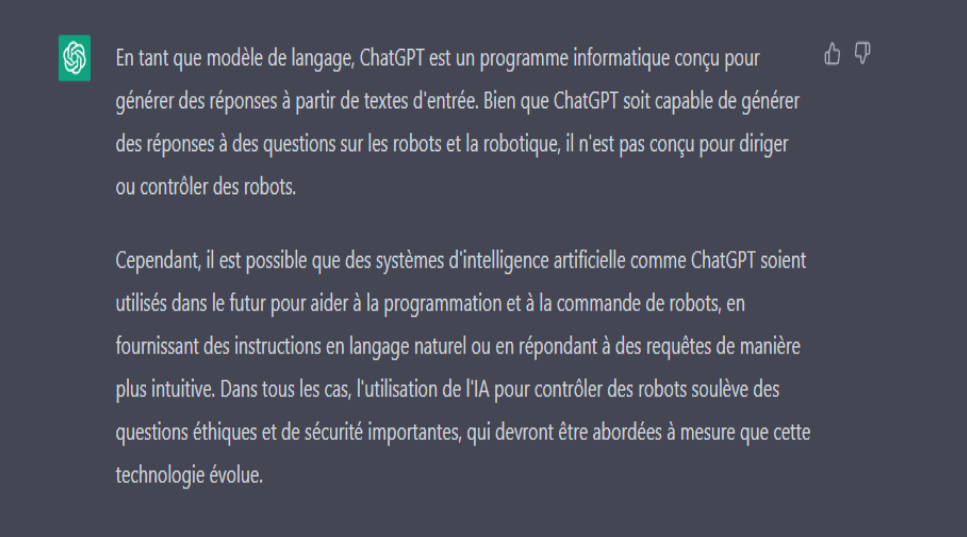 En tant que modèle de langage, ChatGPT est un programme informatique conçu pour
générer des réponses à partir de textes d'entrée. Bien que ChatGPT soit capable de générer
des réponses à des questions sur les robots et la robotique, il n'est pas conçu pour diriger
ou contrôler des robots.
Cependant, il est possible que des systèmes d'intelligence artificielle comme ChatGPT soient
utilisés dans le futur pour aider à la programmation et à la commande de robots, en
fournissant des instructions en langage naturel ou en répondant à des requêtes de manière
plus intuitive. Dans tous les cas, l'utilisation de l'IA pour contrôler des robots soulève des
questions éthiques et de sécurité importantes, qui devront être abordées à mesure que cette
technologie évolue.